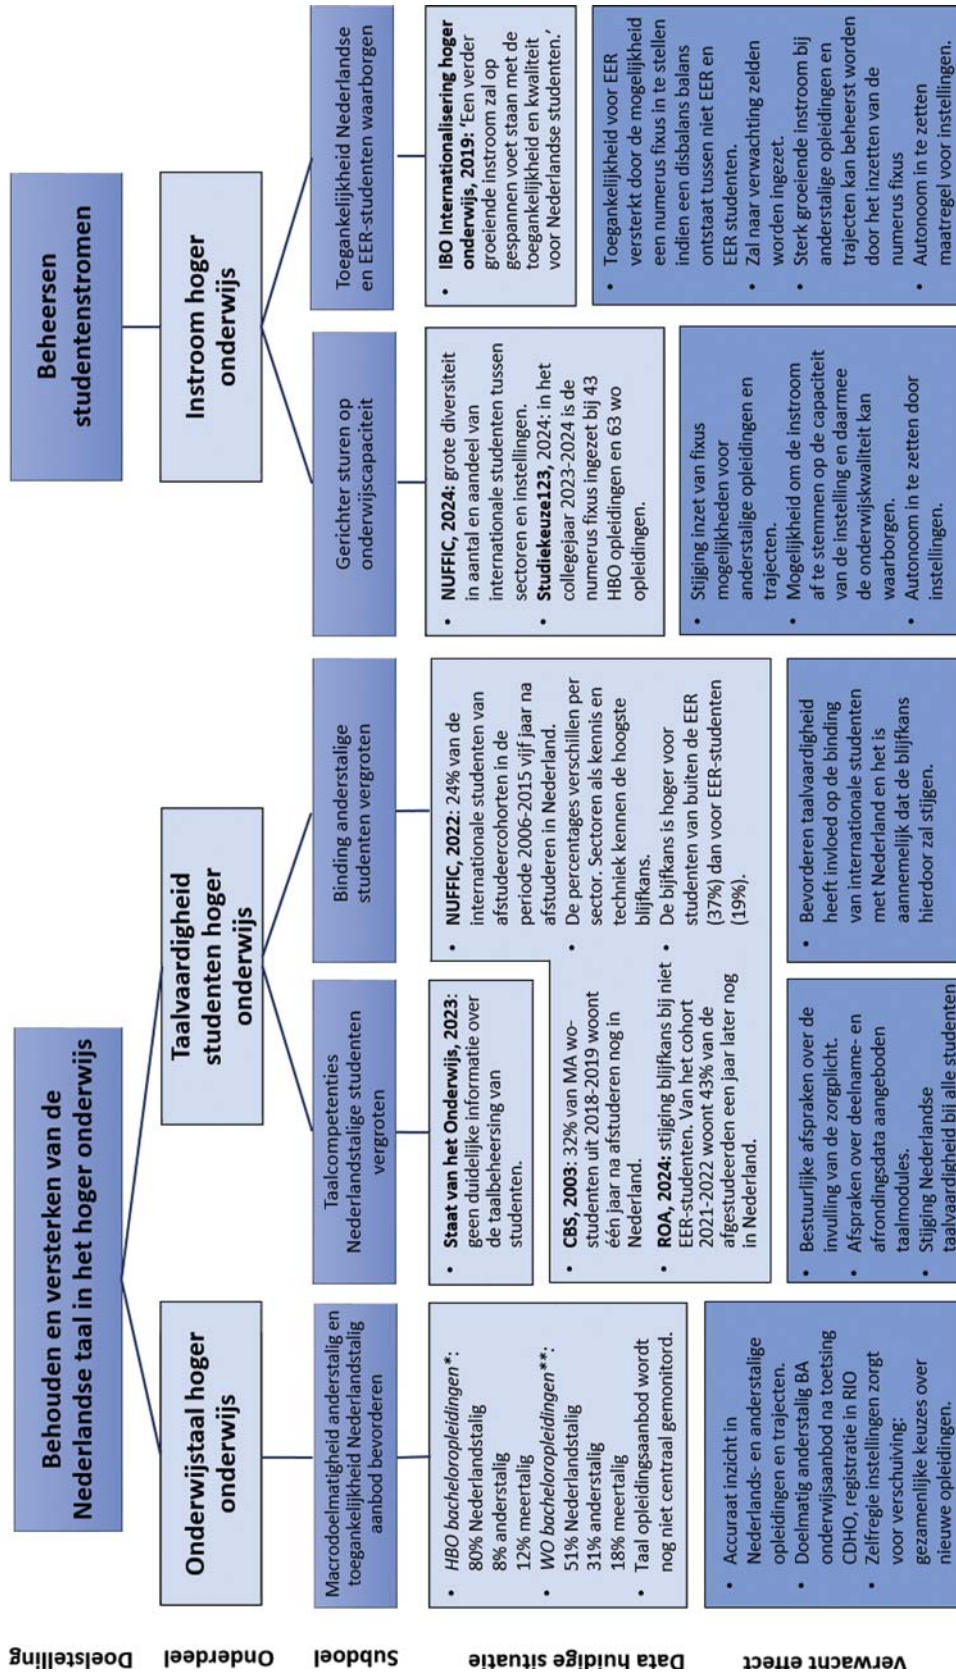 Doelstelling
Behouden en versterken van de
Nederlandse taal in het hoger onderwijs
Beheersen
studentenstromen
Onderdeel
Onderwijstaal hoger
onderwijs
Taalvaardigheid
studenten hoger
onderwijs
Instroom hoger
onderwijs
Subdoel
Macrodoelmatigheid anderstalig en
toegankelijkheid Nederlandstalig
aanbod bevorderen
Taalcompetenties
Nederlandstalige studenten
vergroten
Binding anderstalige
studenten vergroten
Gerichter sturen op
onderwijscapaciteit
Toegankelijkheid Nederlandse
en EER-studenten waarborgen
Data huidige situatie
• HBO bacheloropleidingen*:
80% Nederlandstalig
8% anderstalig
12% meertalig
• WO bacheloropleidingen**:
51% Nederlandstalig
31% anderstalig
18% meertalig
• Taal opleidingsaanbod wordt
nog niet centraal gemonitord.
• Staat van het Onderwijs, 2023:
geen duidelijke informatie over
de taalbeheersing van
studenten.
• CBS, 2003: 32% van MA wo-
studenten uit 2018-2019 woont
één jaar na afstuderen nog in
Nederland.
• ROA, 2024: stijging blijfkans bij niet
EER-studenten. Van het cohort
2021-2022 woont 43% van de
afgestudeerden een jaar later nog
in Nederland.
• NUFFIC, 2022: 24% van de
internationale studenten van
afstudeercohorten in de
periode 2006-2015 vijf jaar na
afstuderen in Nederland.
• De percentages verschillen per
sector. Sectoren als kennis en
techniek kennen de hoogste
blijfkans.
• De bijfkans is hoger voor
studenten van buiten de EER
(37%) dan voor EER-studenten
(19%).
• NUFFIC, 2024: grote diversiteit
in aantal en aandeel van
internationale studenten tussen
sectoren en instellingen.
• Studiekeuze123, 2024: in het
collegejaar 2023-2024 is de
numerus fixus ingezet bij 43
HBO opleidingen en 63 wo
opleidingen.
• IBO Internationalisering hoger
onderwijs, 2019: ‘Een verder
groeiende instroom zal op
gespannen voet staan met de
toegankelijkheid en kwaliteit
voor Nederlandse studenten.’
Verwacht effect
• Accuraat inzicht in
Nederlands- en anderstalige
opleidingen en trajecten.
• Doelmatig anderstalig BA
onderwijsaanbod na toetsing
CDHO, registratie in RIO
• Zelfregie instellingen zorgt
voor verschuiving:
gezamenlijke keuzes over
nieuwe opleidingen.
• Bestuurlijke afspraken over de
invulling van de zorgplicht.
• Afspraken over deelname- en
afrondingsdata aangeboden
taalmodules.
• Stijging Nederlandse
taalvaardigheid bij alle studenten
• Bevorderen taalvaardigheid
heeft invloed op de binding
van internationale studenten
met Nederland en het is
aannemelijk dat de blijfkans
hierdoor zal stijgen.
• Stijging inzet van fixus
mogelijkheden voor
anderstalige opleidingen en
trajecten.
• Mogelijkheid om de instroom
af te stemmen op de capaciteit
van de instelling en daarmee
de onderwijskwaliteit kan
waarborgen.
• Autonoom in te zetten door
instellingen.
• Toegankelijkheid voor EER
versterkt door de mogelijkheid
een numerus fixus in te stellen
indien een disbalans balans
ontstaat tussen niet EER en
EER studenten.
• Zal naar verwachting zelden
worden ingezet.
• Sterk groeiende instroom bij
anderstalige opleidingen en
trajecten kan beheerst worden
door het inzetten van de
numerus fixus
• Autonoom in te zetten
maatregel voor instellingen.